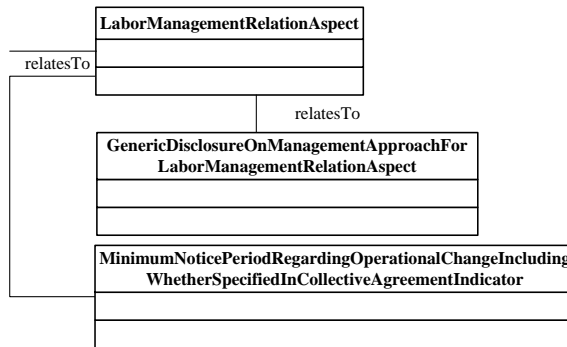 LaborManagementRelationAspect
relatesTo
relatesTo
GenericDisclosureOnManagementApproachFor
LaborManagementRelationAspect
MinimumNoticePeriodRegardingOperationalChangeIncluding
WhetherSpecifiedInCollectiveAgreementIndicator